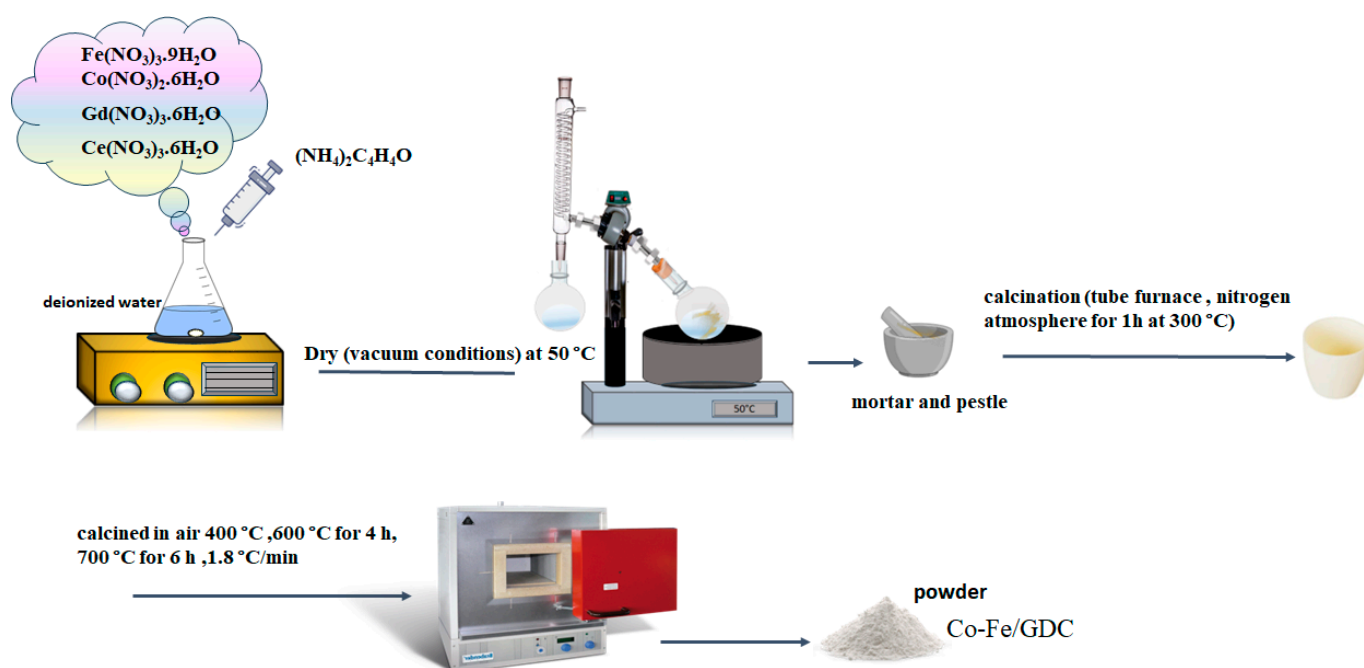 Fe(NO₃)₃.9H₂O
Co(NO₃)₂.6H₂O
Gd(NO₃)₃.6H₂O
Ce(NO₃)₃.6H₂O
(NH₄)₂C₄H₄O
deionized water
Dry (vacuum conditions) at 50 °C
50°C
mortar and pestle
calcination (tube furnace , nitrogen
atmosphere for 1h at 300 °C)
calcined in air 400 °C ,600 °C for 4 h,
700 °C for 6 h ,1.8 °C/min
powder
Co-Fe/GDC